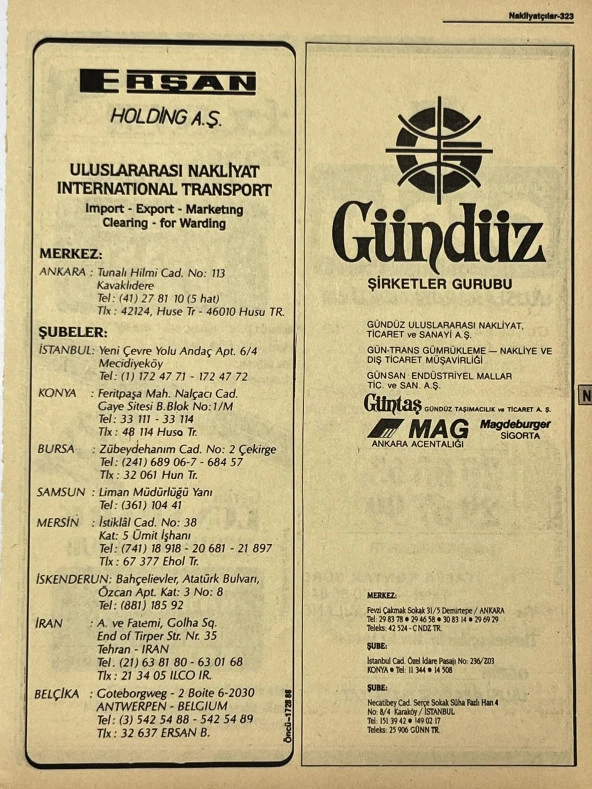 Nakliyatçılar-323
ERSAN
HOLDİNG A.Ş.
ULUSLARARASI NAKLİYAT
INTERNATIONAL TRANSPORT
Import - Export - Marketıng
Clearing - for Warding
MERKEZ:
ANKARA : Tunalı Hilmi Cad. No: 113
Kavaklıdere
Tel: (41) 27 81 10 (5 hat)
Tlx : 42124, Huse Tr - 46010 Husu TR.
ŞUBELER:
İSTANBUL: Yeni Çevre Yolu Andaç Apt. 6/4
Mecidiyeköy
Tel: (1) 172 47 71 - 172 47 72
KONYA : Feritpaşa Mah. Nalçacı Cad.
Gaye Sitesi B.Blok No:1/M
Tel: 33 111 - 33 114
Tlx : 48 114 Huso Tr.
BURSA : Zübeydehanım Cad. No: 2 Çekirge
Tel: (241) 689 06-7 - 684 57
Tlx : 32 061 Hun Tr.
SAMSUN : Liman Müdürlüğü Yanı
Tel: (361) 104 41
MERSİN : İstiklâl Cad. No: 38
Kat: 5 Ümit İşhanı
Tel: (741) 18 918 - 20 681 - 21 897
Tlx : 67 377 Ehol Tr.
İSKENDERUN: Bahçelievler, Atatürk Bulvarı,
Özcan Apt. Kat: 3 No: 8
Tel: (881) 185 92
İRAN : A. ve Fatemi, Golha Sq.
End of Tirper Str. Nr. 35
Tehran - IRAN
Tel. (21) 63 81 80 - 63 01 68
Tlx : 21 34 05 ILCO IR.
BELÇİKA : Goteborgweg - 2 Boite 6-2030
ANTWERPEN - BELGIUM
Tel: (3) 542 54 88 - 542 54 89
Tlx : 32 637 ERSAN B.
Öncü-1728 88
Gündüz
ŞİRKETLER GURUBU
GÜNDÜZ ULUSLARARASI NAKLİYAT,
TİCARET ve SANAYİ A.Ş.
GÜN-TRANS GÜMRÜKLEME — NAKLİYE VE
DIŞ TİCARET MÜŞAVİRLİĞİ
GÜNSAN ENDÜSTRİYEL MALLAR
TİC. ve SAN. A.Ş.
Güntaş GÜNDÜZ TAŞIMACILIK ve TİCARET A. Ş.
MAG
ANKARA ACENTALIĞI
Magdeburger
SİGORTA
N
MERKEZ:
Fevzi Çakmak Sokak 31/5 Demirtepe / ANKARA
Tel: 29 83 78 • 29 46 58 • 30 83 14 • 29 69 29
Teleks: 42 524 - CNDZ TR.
ŞUBE:
İstanbul Cad. Özel İdare Pasajı No: 236/Z03
KONYA • Tel: 11 344 • 14 508
ŞUBE:
Necatibey Cad. Serçe Sokak Süha Fazlı Han 4
No: 8/4 Karaköy / İSTANBUL
Tel: 151 39 42 • 149 02 17
Teleks: 25 906 GÜNN TR.